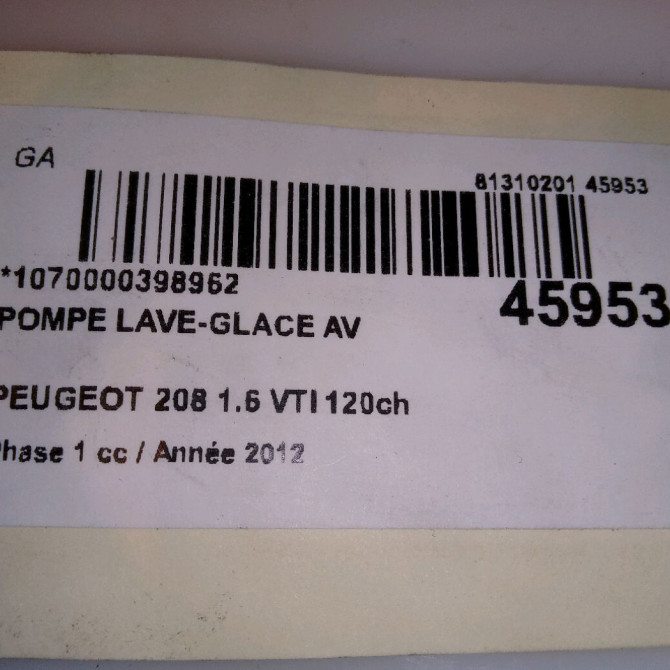 GA
81310201 45953
*1070000398962
45953
POMPE LAVE-GLACE AV
PEUGEOT 208 1.6 VTI 120ch
Phase 1 cc / Année 2012